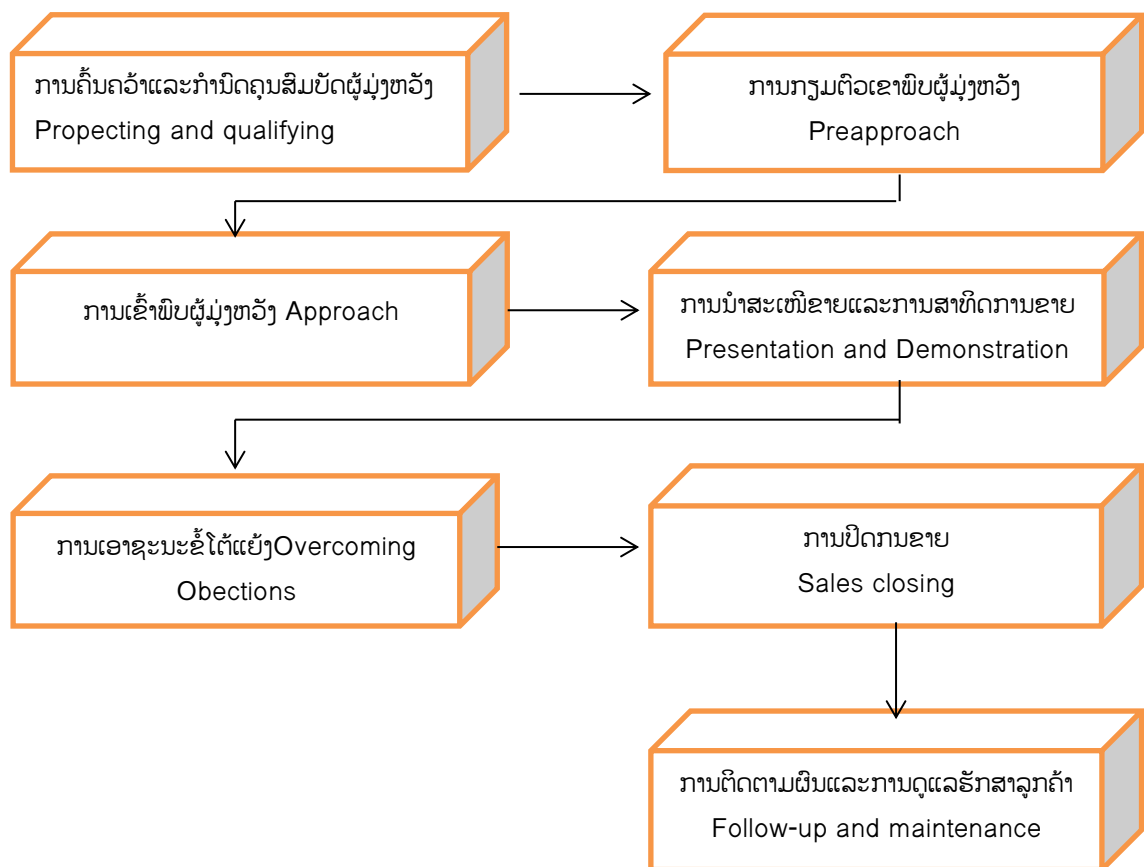 ການຄົ້ນຄວ້າແລະກຳນົດຄຸນສົມບັດຜູ້ມຸ່ງຫວັງ
Propecting and qualifying
ການກຽມຕົວເຂາພົບຜູ້ມຸ່ງຫວັງ
Preapproach
ການເຂົ້າພົບຜູ້ມຸ່ງຫວັງ Approach
ການນຳສະເໜີຂາຍແລະການສາທິດການຂາຍ
Presentation and Demonstration
ການເອາຊະນະຂໍ້ໂຕ້ແຍ້ງOvercoming
Obections
ການປິດການຂາຍ
Sales closing
ການຕິດຕາມຜົນແລະການດູແລຮັກສາລູກຄ້າ
Follow-up and maintenance